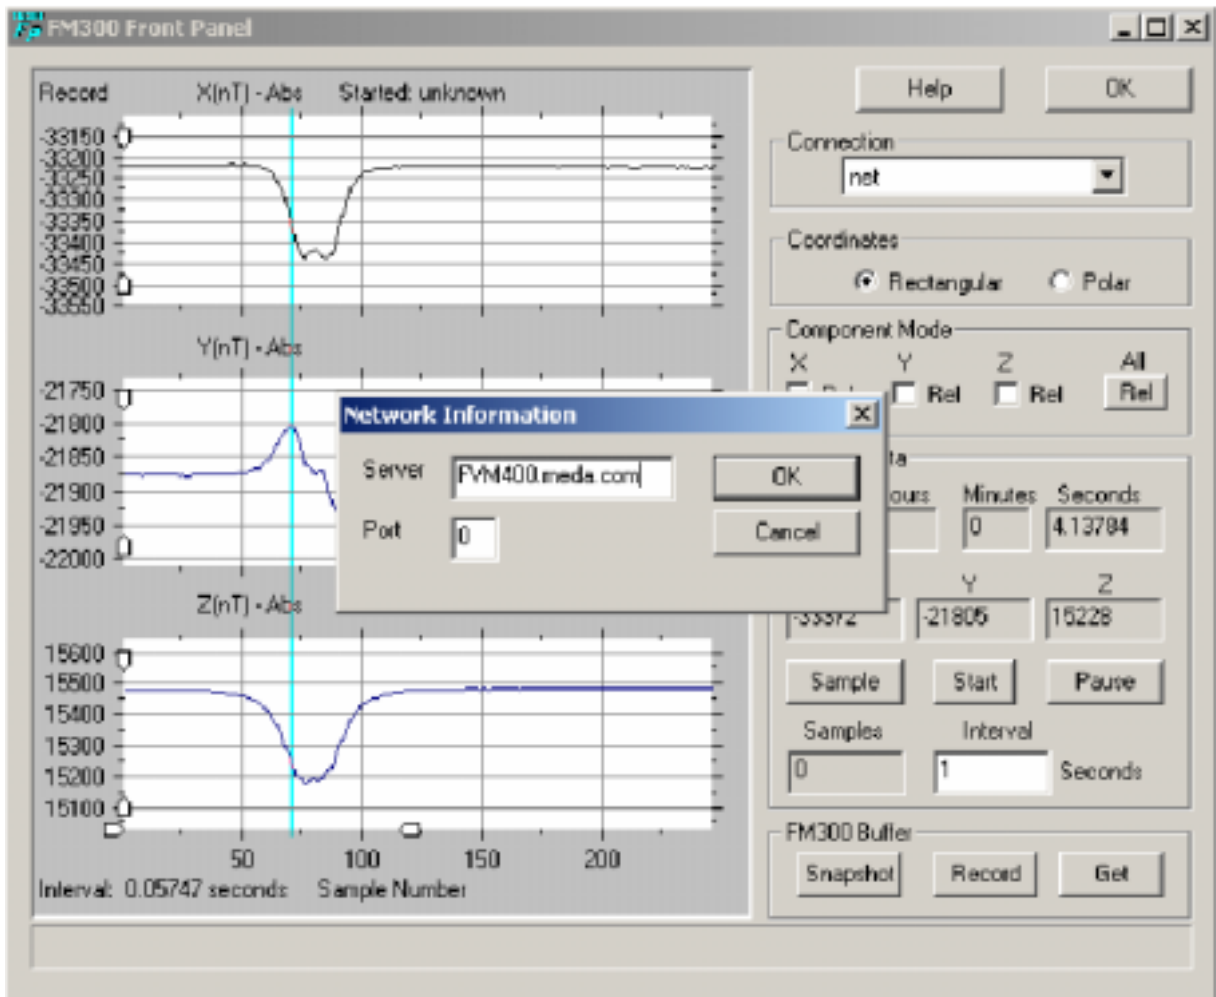 FM300 Front Panel
Record X(nT) - Abs Started: unknown
-33150
-33200
-33250
-33300
-33350
-33400
-33450
-33500
-33550
Y(nT) - Abs
-21750
-21800
-21850
-21900
-21950
-22000
Z(nT) - Abs
15600
15500
15400
15300
15200
15100
50 100 150 200
Interval: 0.05747 seconds Sample Number
Help OK
Connection
net
Coordinates
Rectangular Polar
Component Mode
X Y Z All
Rel Rel Rel
Network Information
Server FVM400.meda.com OK
Port 0 Cancel
Minutes Seconds
0 4.13784
Y Z
-33372 -21805 15228
Sample Start Pause
Samples Interval
0 1 Seconds
FM300 Buffer
Snapshot Record Get